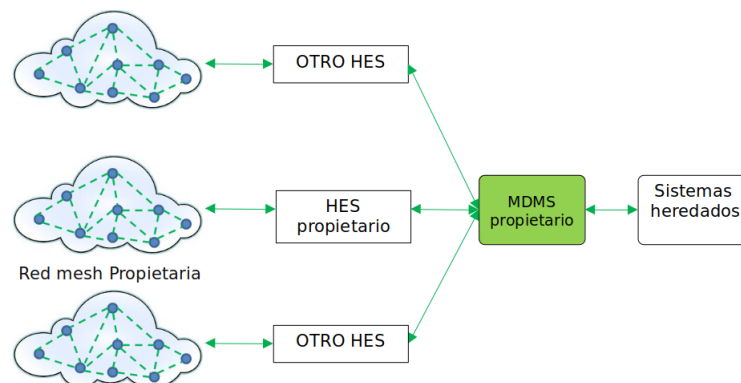 OTRO HES
HES
propietario
MDMS
propietario
Sistemas
heredados
Red mesh Propietaria
OTRO HES